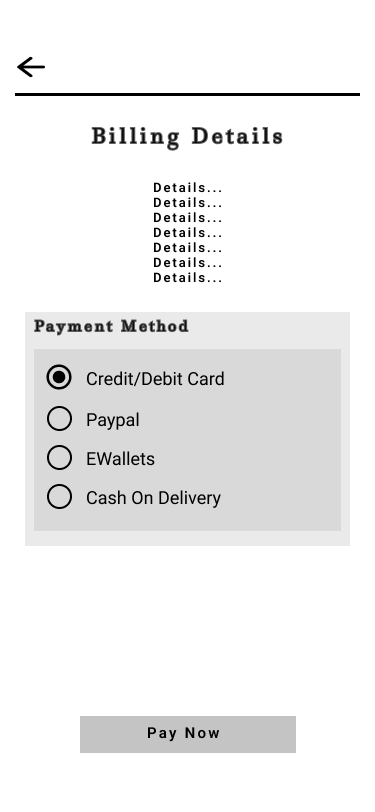 Billing Details
Details...
Details...
Details...
Details...
Details...
Details...
Details...
Payment Method
Credit/Debit Card
Paypal
EWallets
Cash On Delivery
Pay Now